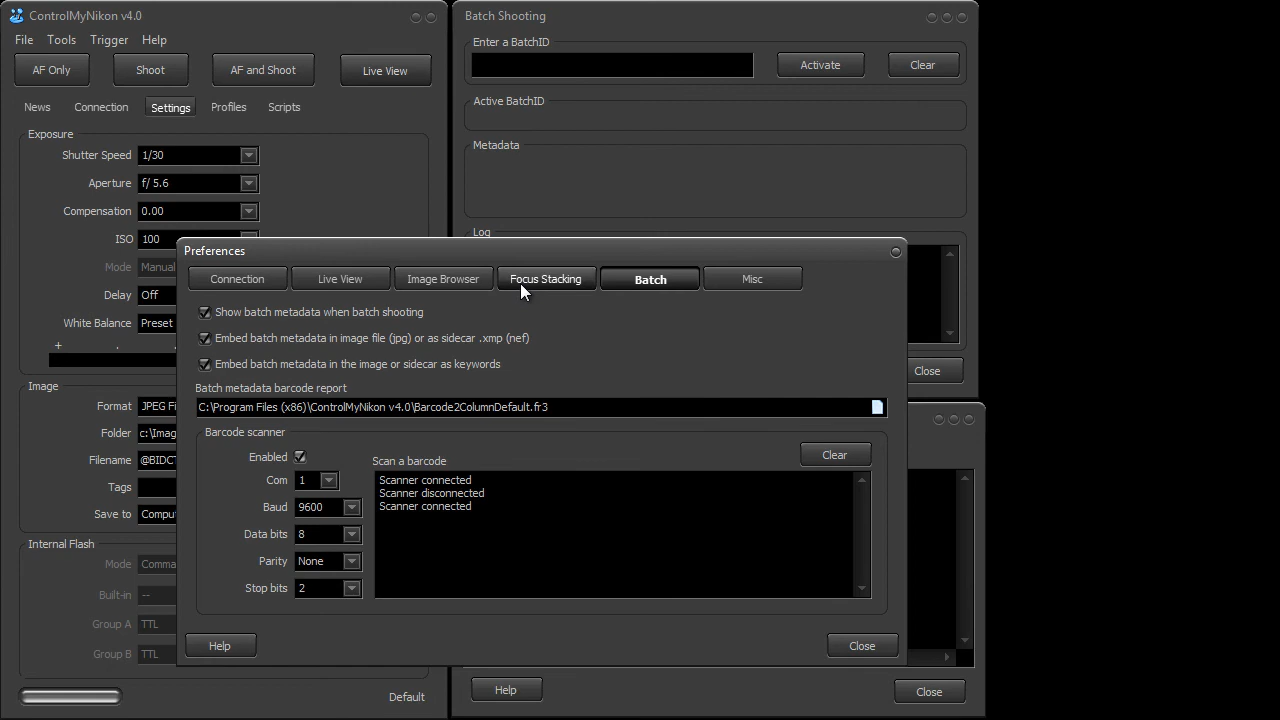 ControlMyNikon v4.0
File Tools Trigger Help
AF Only Shoot AF and Shoot Live View
News Connection Settings Profiles Scripts
Exposure
Shutter Speed 1/30
Aperture f/ 5.6
Compensation 0.00
ISO 100
Mode Manual
Delay Off
White Balance Preset
+ .
Image
Format JPEG Fi
Folder c:\Imag
Filename @BIDCT
Tags
Save to Compu
Internal Flash
Mode Comma
Built-in --
Group A TTL
Group B TTL
Default
Batch Shooting
Enter a BatchID
Activate Clear
Active BatchID
Metadata
Log
Close
Help Close
Preferences
Connection Live View Image Browser Focus Stacking Batch Misc
Show batch metadata when batch shooting
Embed batch metadata in image file (jpg) or as sidecar .xmp (nef)
Embed batch metadata in the image or sidecar as keywords
Batch metadata barcode report
C:\Program Files (x86)\ControlMyNikon v4.0\Barcode2ColumnDefault.fr3
Barcode scanner
Enabled
Com 1
Baud 9600
Data bits 8
Parity None
Stop bits 2
Scan a barcode
Clear
Scanner connected
Scanner disconnected
Scanner connected
Help Close